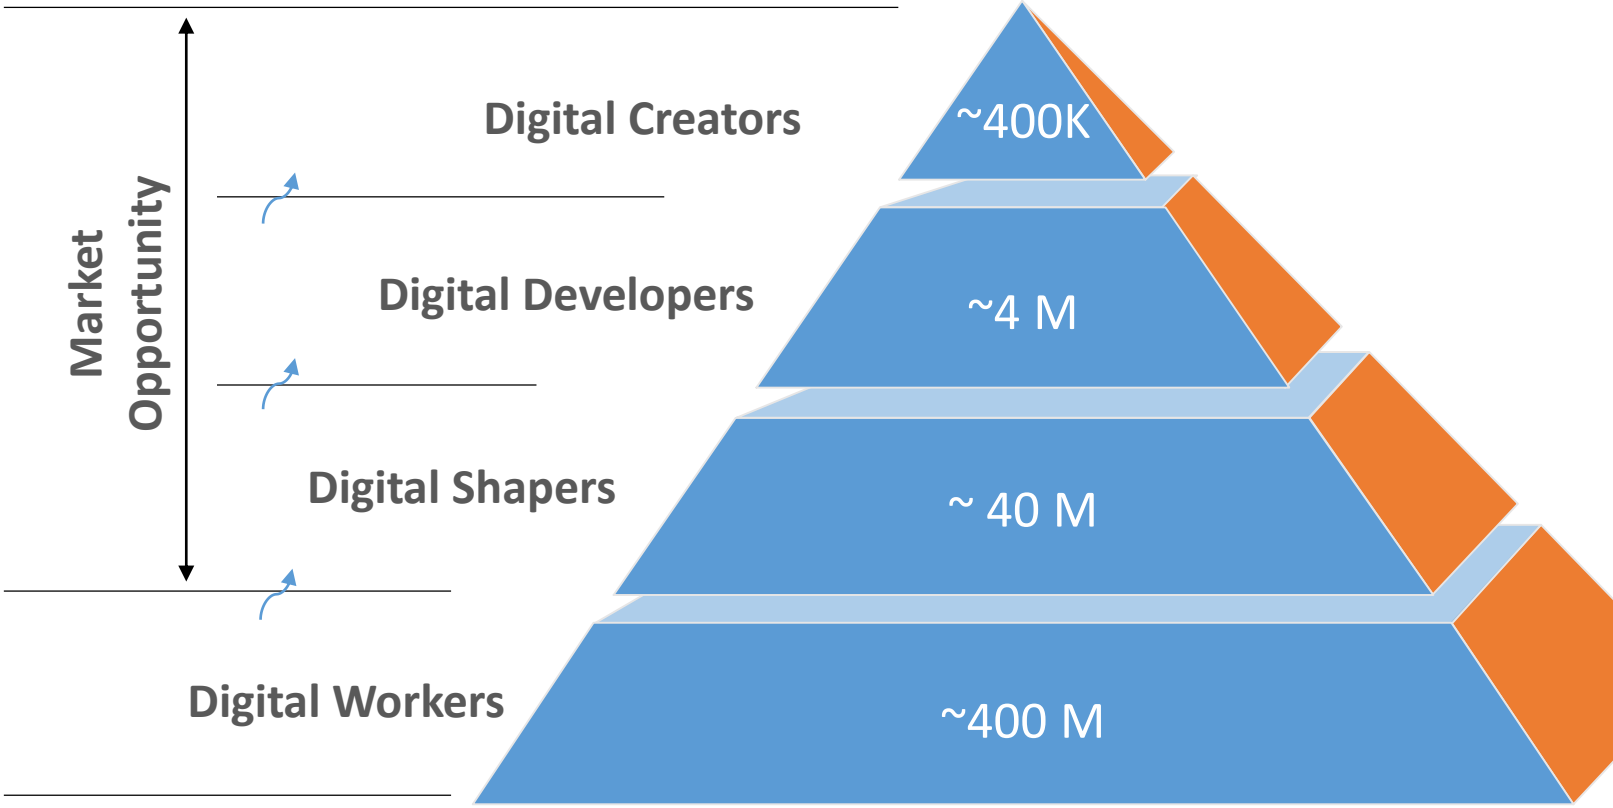 Market
Opportunity
Digital Creators
~400K
Digital Developers
~4 M
Digital Shapers
~ 40 M
Digital Workers
~400 M